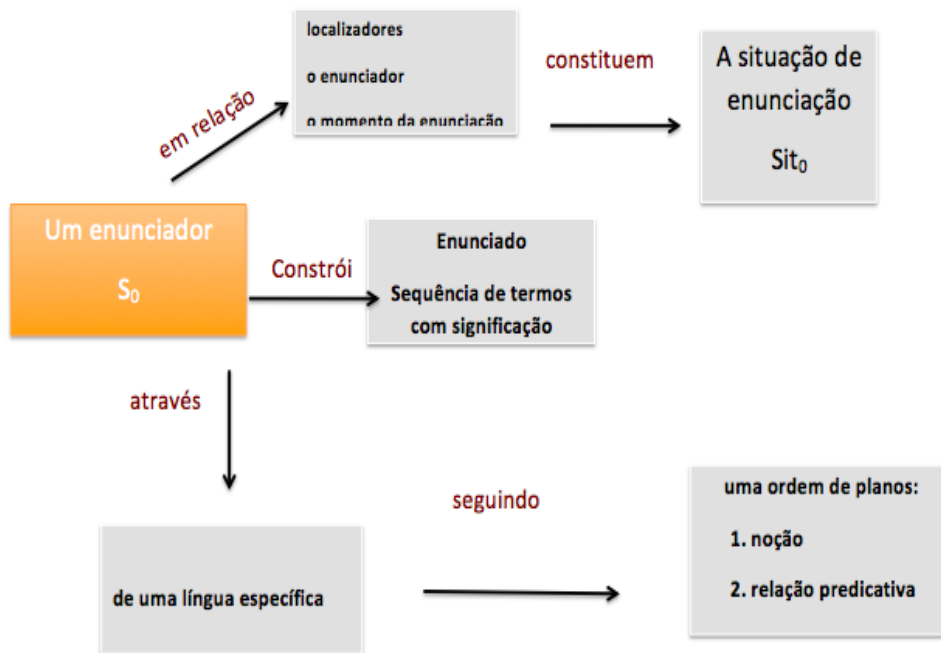 localizadores
o enunciador
o momento da enunciação
em relação
constituem
A situação de
enunciação
Sit₀
Um enunciador
S₀
Constrói
Enunciado
Sequência de termos
com significação
através
de uma língua específica
seguindo
uma ordem de planos:
1. noção
2. relação predicativa